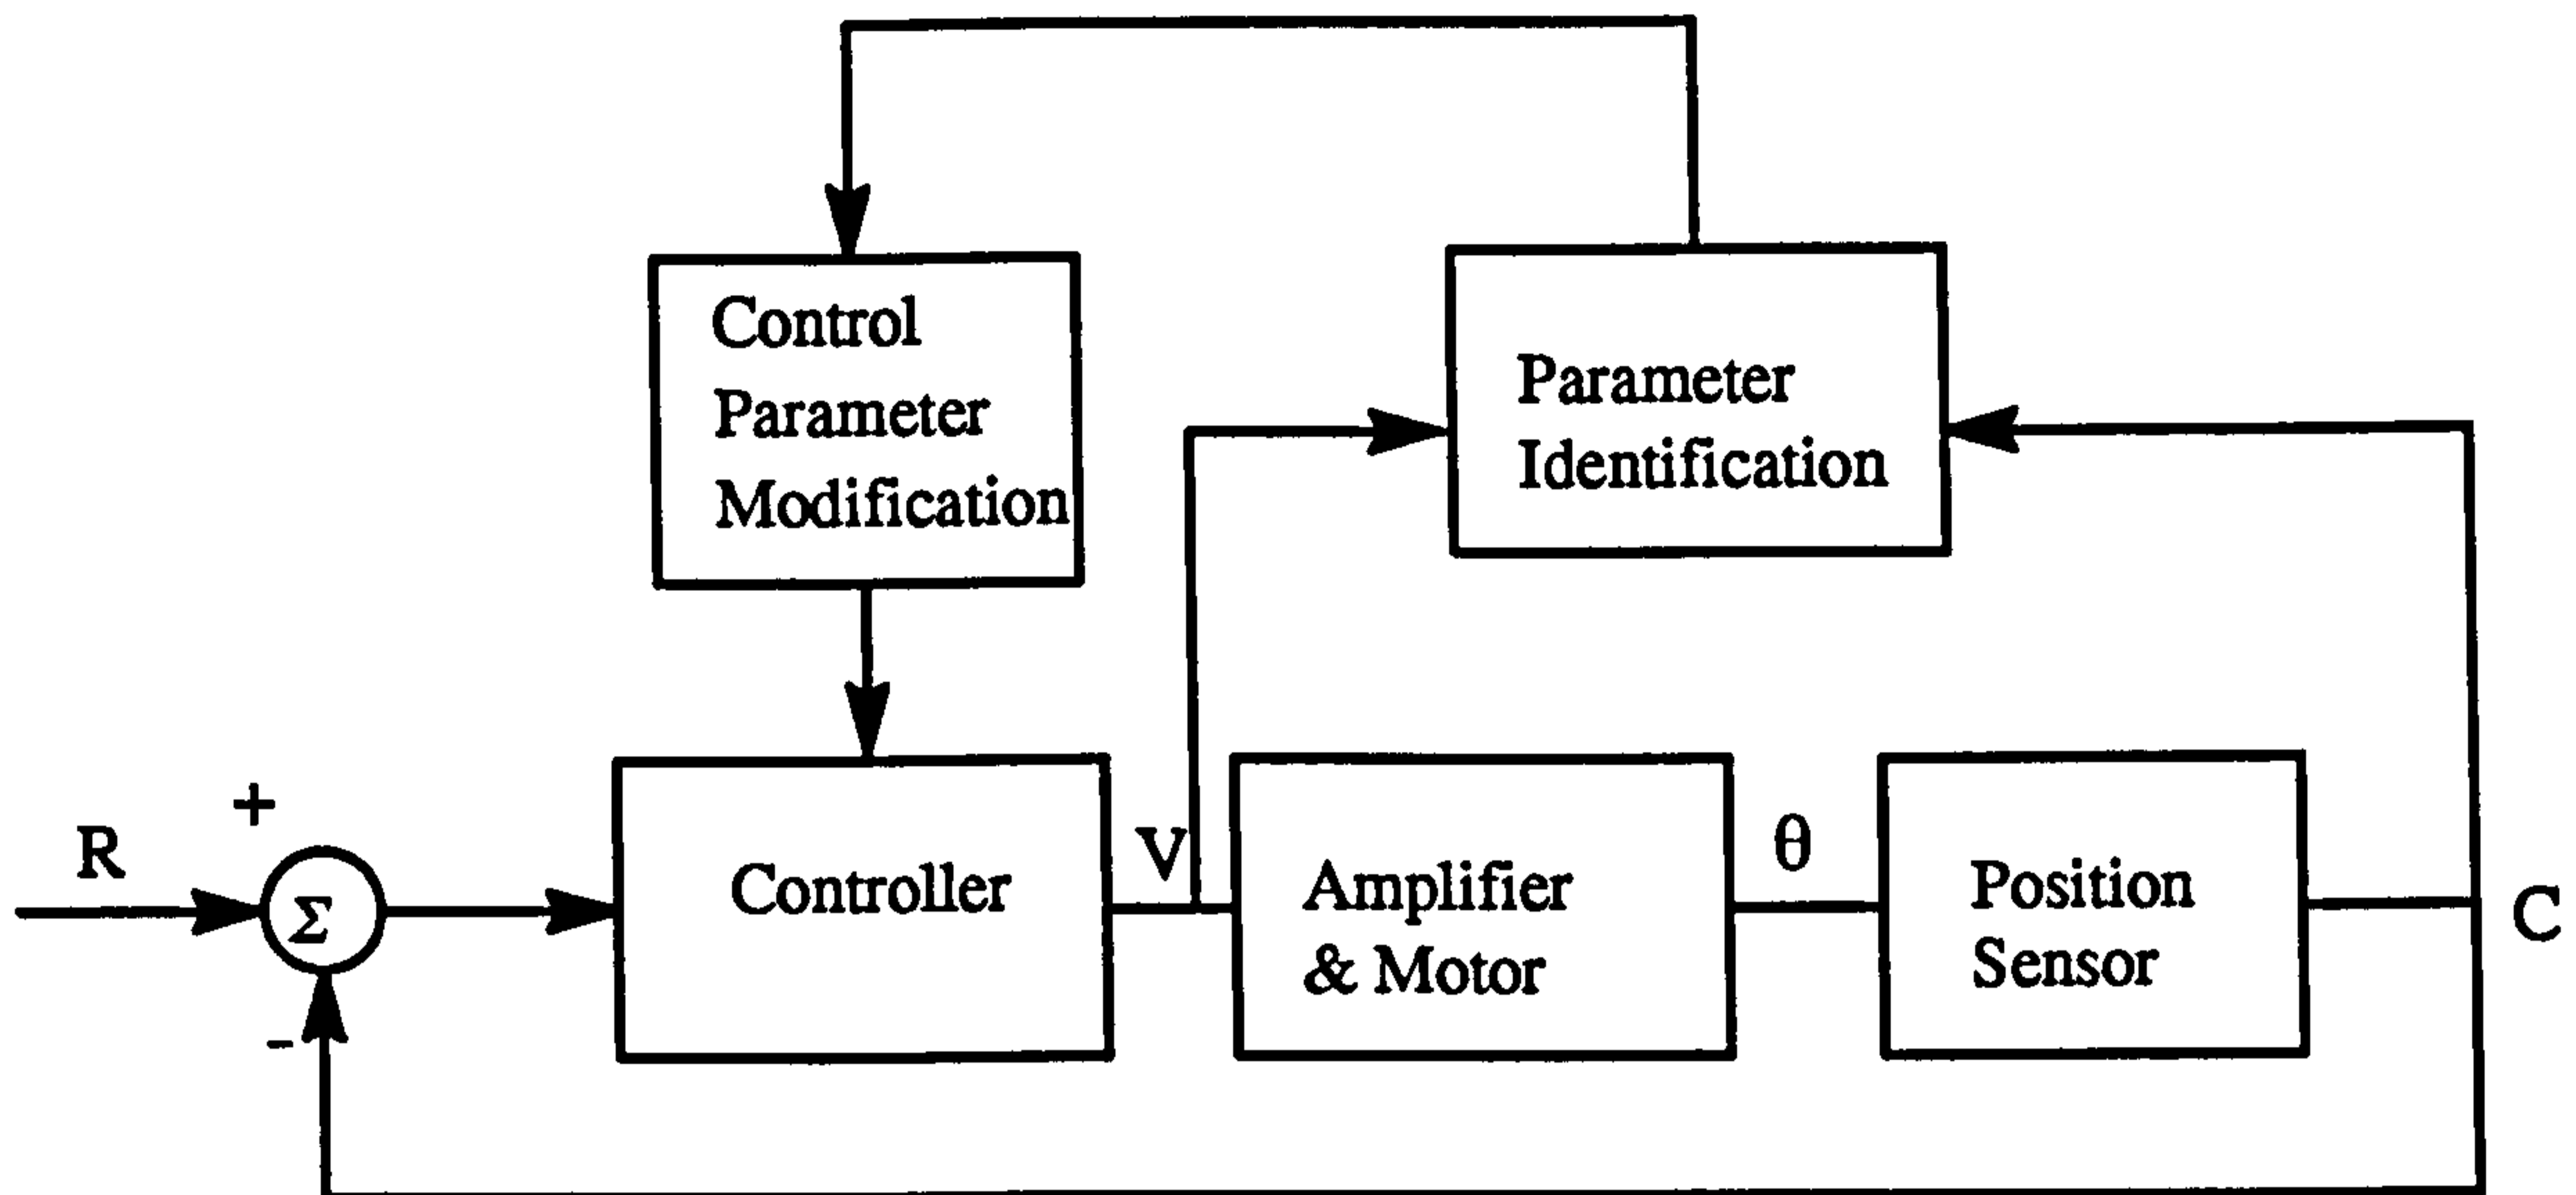 Control
Parameter
Modification
Parameter
Identification
+
R
Σ
-
Controller
V
Amplifier
& Motor
θ
Position
Sensor
C